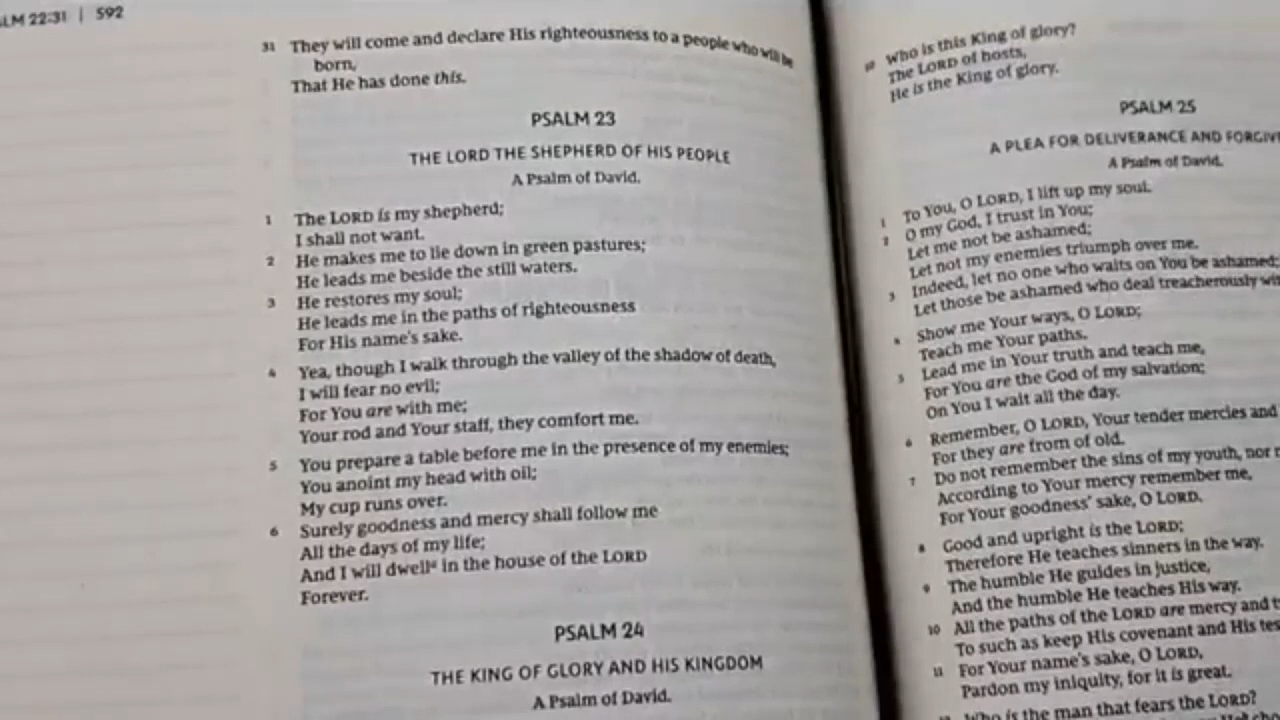 LM 22:31 | 592
31 They will come and declare His righteousness to a people who will be
born,
That He has done this.
PSALM 23
THE LORD THE SHEPHERD OF HIS PEOPLE
A Psalm of David.
1 The LORD is my shepherd;
I shall not want.
2 He makes me to lie down in green pastures;
He leads me beside the still waters.
3 He restores my soul;
He leads me in the paths of righteousness
For His name's sake.
4 Yea, though I walk through the valley of the shadow of death,
I will fear no evil;
For You are with me;
Your rod and Your staff, they comfort me.
5 You prepare a table before me in the presence of my enemies;
You anoint my head with oil;
My cup runs over.
6 Surely goodness and mercy shall follow me
All the days of my life;
And I will dwellᵃ in the house of the LORD
Forever.
PSALM 24
THE KING OF GLORY AND HIS KINGDOM
A Psalm of David.
10 Who is this King of glory?
The LORD of hosts,
He is the King of glory.
PSALM 25
A PLEA FOR DELIVERANCE AND FORGIV
A Psalm of David.
1 To You, O LORD, I lift up my soul.
2 O my God, I trust in You;
Let me not be ashamed;
Let not my enemies triumph over me.
3 Indeed, let no one who waits on You be ashamed;
Let those be ashamed who deal treacherously wi
4 Show me Your ways, O LORD;
Teach me Your paths.
5 Lead me in Your truth and teach me,
For You are the God of my salvation;
On You I wait all the day.
6 Remember, O LORD, Your tender mercies and
For they are from of old.
7 Do not remember the sins of my youth, nor
According to Your mercy remember me,
For Your goodness' sake, O LORD.
8 Good and upright is the LORD;
Therefore He teaches sinners in the way.
9 The humble He guides in justice,
And the humble He teaches His way.
10 All the paths of the LORD are mercy and t
To such as keep His covenant and His tes
11 For Your name's sake, O LORD,
Pardon my iniquity, for it is great.
12 Who is the man that fears the LORD?